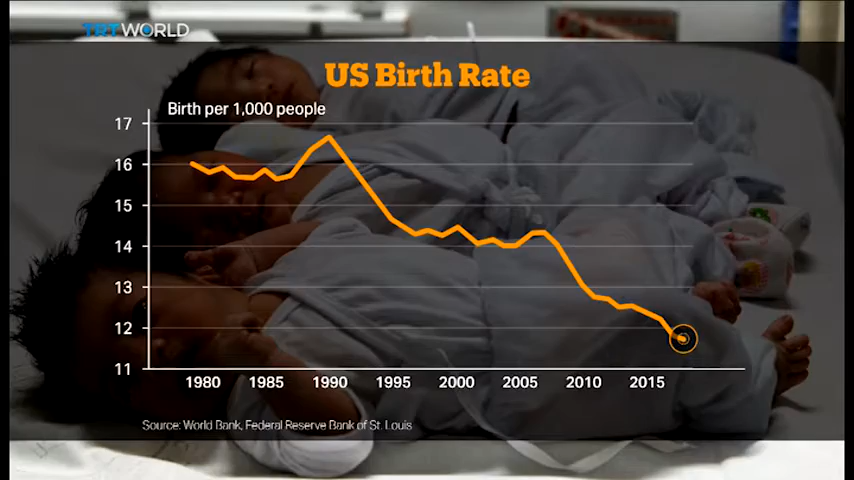 TRT WORLD
US Birth Rate
Birth per 1,000 people
17
16
15
14
13
12
11
1980 1985 1990 1995 2000 2005 2010 2015
Source: World Bank, Federal Reserve Bank of St. Louis